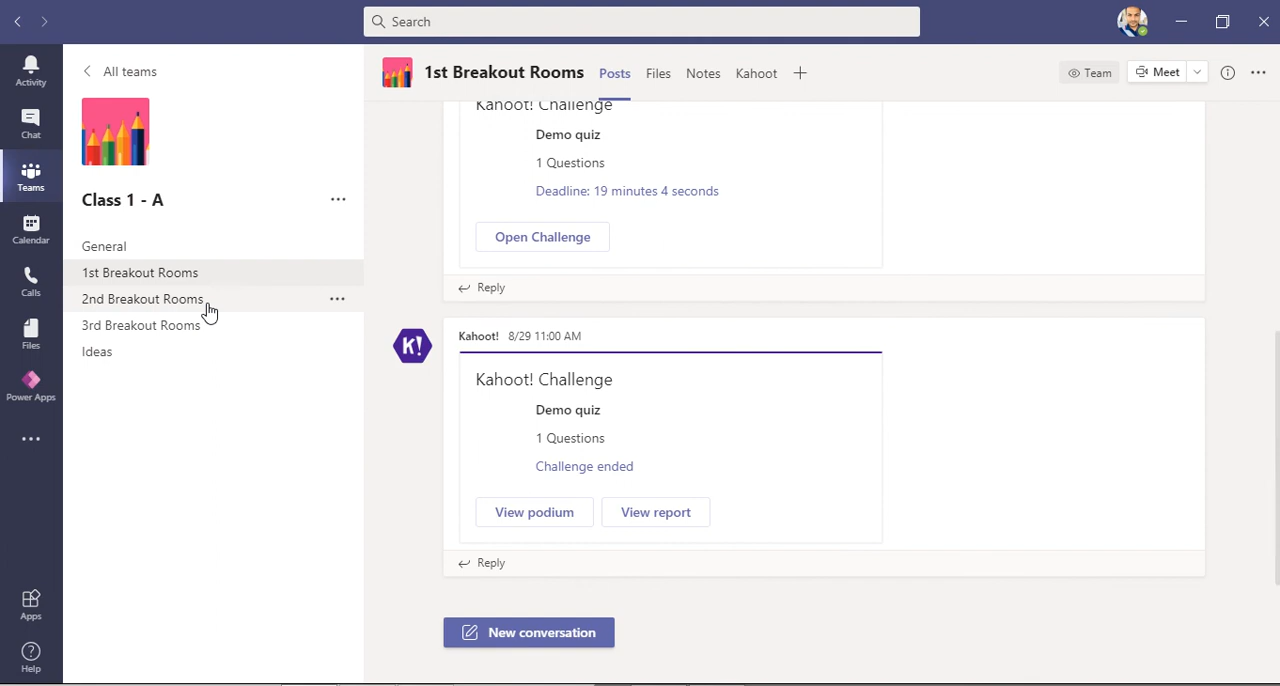 Search
Activity
Chat
Teams
Calendar
Calls
Files
Power Apps
Apps
Help
All teams
Class 1 - A
General
1st Breakout Rooms
2nd Breakout Rooms
3rd Breakout Rooms
Ideas
1st Breakout Rooms Posts Files Notes Kahoot
Team Meet
Kahoot! Challenge
Demo quiz
1 Questions
Deadline: 19 minutes 4 seconds
Open Challenge
Reply
K!
Kahoot! 8/29 11:00 AM
Kahoot! Challenge
Demo quiz
1 Questions
Challenge ended
View podium View report
Reply
New conversation